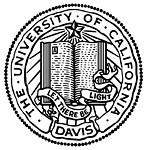 · THE · UNIVERSITY · OF · CALIFORNIA ·
LET THERE BE
LIGHT
DAVIS